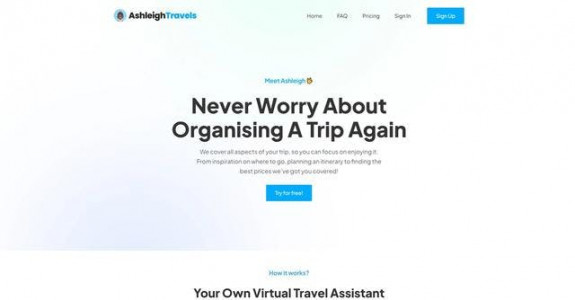 AshleighTravels
Home FAQ Pricing Sign In Sign Up
Meet Ashleigh
Never Worry About
Organising A Trip Again
We cover all aspects of your trip, so you can focus on enjoying it.
From inspiration on where to go, planning an itinerary to finding the
best prices we've got you covered!
Try for free!
How it works?
Your Own Virtual Travel Assistant